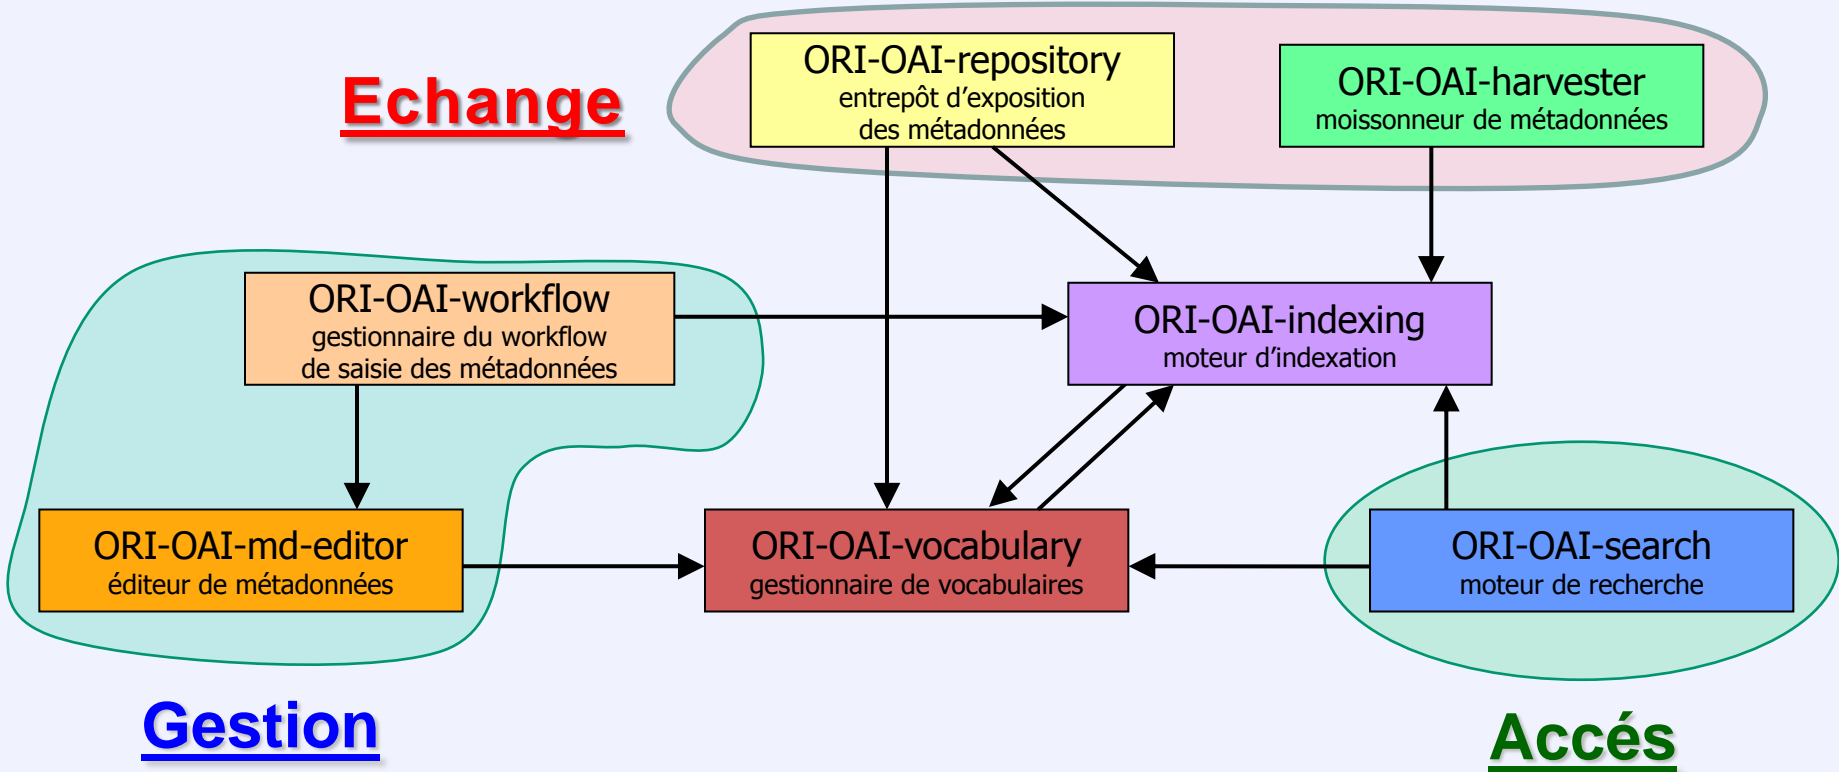 Echange
ORI-OAI-repository
entrepôt d’exposition
des métadonnées
ORI-OAI-harvester
moissonneur de métadonnées
ORI-OAI-workflow
gestionnaire du workflow
de saisie des métadonnées
ORI-OAI-indexing
moteur d’indexation
ORI-OAI-md-editor
éditeur de métadonnées
ORI-OAI-vocabulary
gestionnaire de vocabulaires
ORI-OAI-search
moteur de recherche
Gestion
Accés